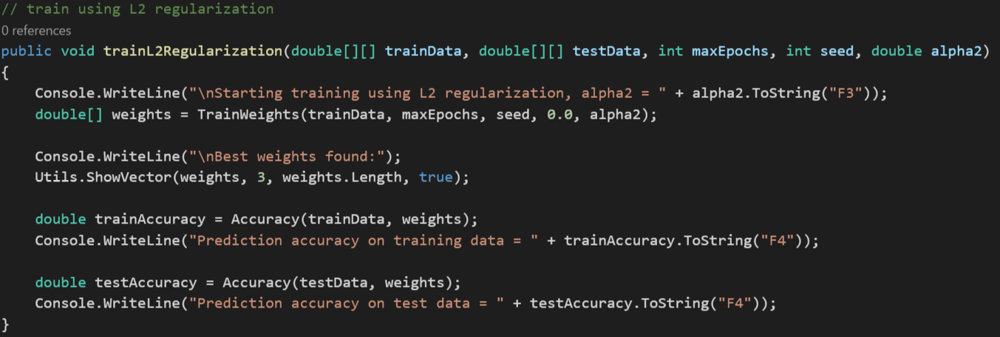 // train using L2 regularization
0 references
public void trainL2Regularization(double[][] trainData, double[][] testData, int maxEpochs, int seed, double alpha2)
{
    Console.WriteLine("\nStarting training using L2 regularization, alpha2 = " + alpha2.ToString("F3"));
    double[] weights = TrainWeights(trainData, maxEpochs, seed, 0.0, alpha2);

    Console.WriteLine("\nBest weights found:");
    Utils.ShowVector(weights, 3, weights.Length, true);

    double trainAccuracy = Accuracy(trainData, weights);
    Console.WriteLine("Prediction accuracy on training data = " + trainAccuracy.ToString("F4"));

    double testAccuracy = Accuracy(testData, weights);
    Console.WriteLine("Prediction accuracy on test data = " + testAccuracy.ToString("F4"));
}